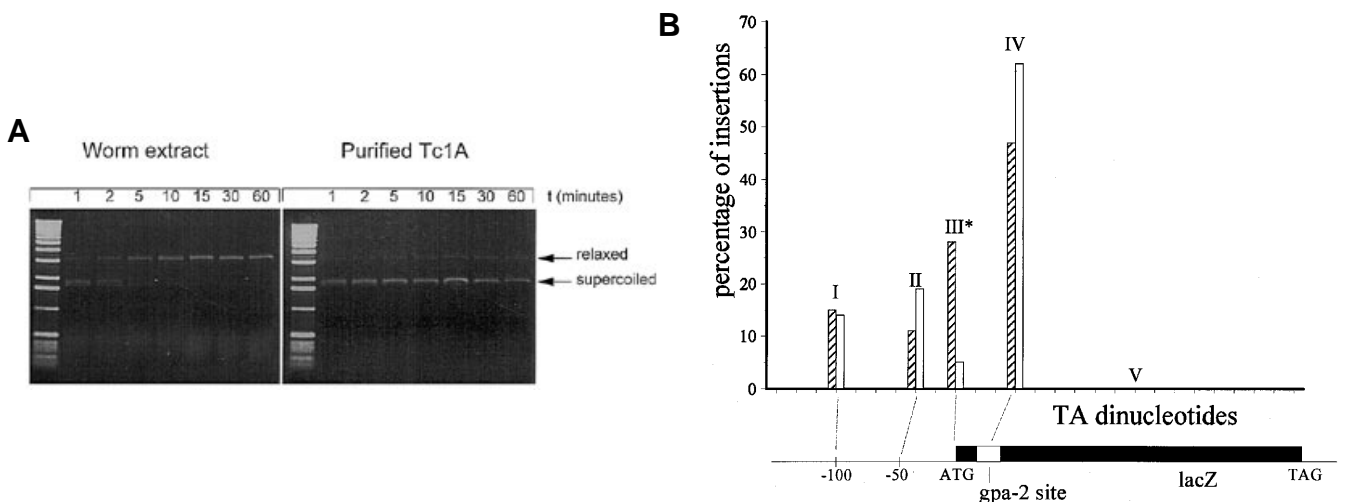 A
Worm extract
Purified Tc1A
1 2 5 10 15 30 60
1 2 5 10 15 30 60
t (minutes)
relaxed
supercoiled
B
percentage of insertions
70
60
50
40
30
20
10
0
I
II
III*
IV
V
TA dinucleotides
-100
-50
ATG
gpa-2 site
lacZ
TAG